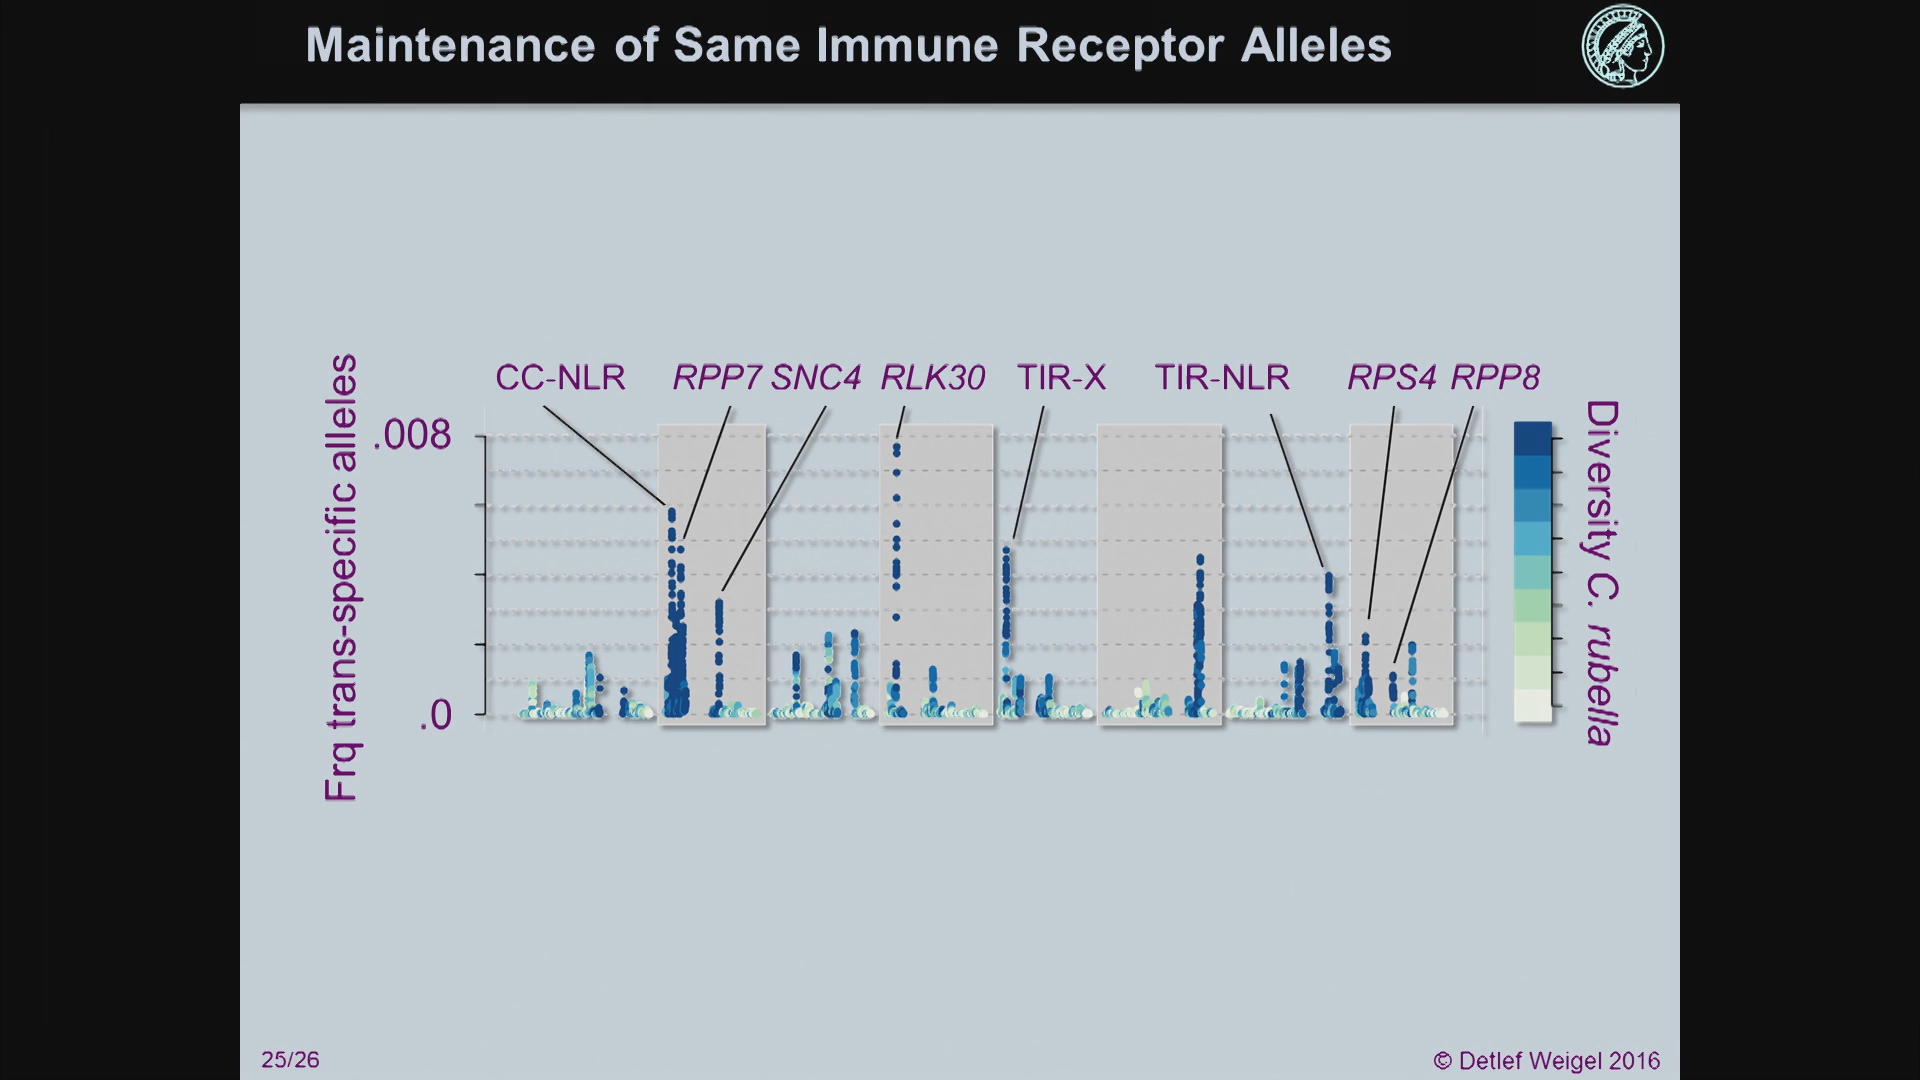 Maintenance of Same Immune Receptor Alleles
CC-NLR RPP7 SNC4 RLK30 TIR-X TIR-NLR RPS4 RPP8
Frq trans-specific alleles
.008
.0
Diversity C. rubella
25/26
© Detlef Weigel 2016